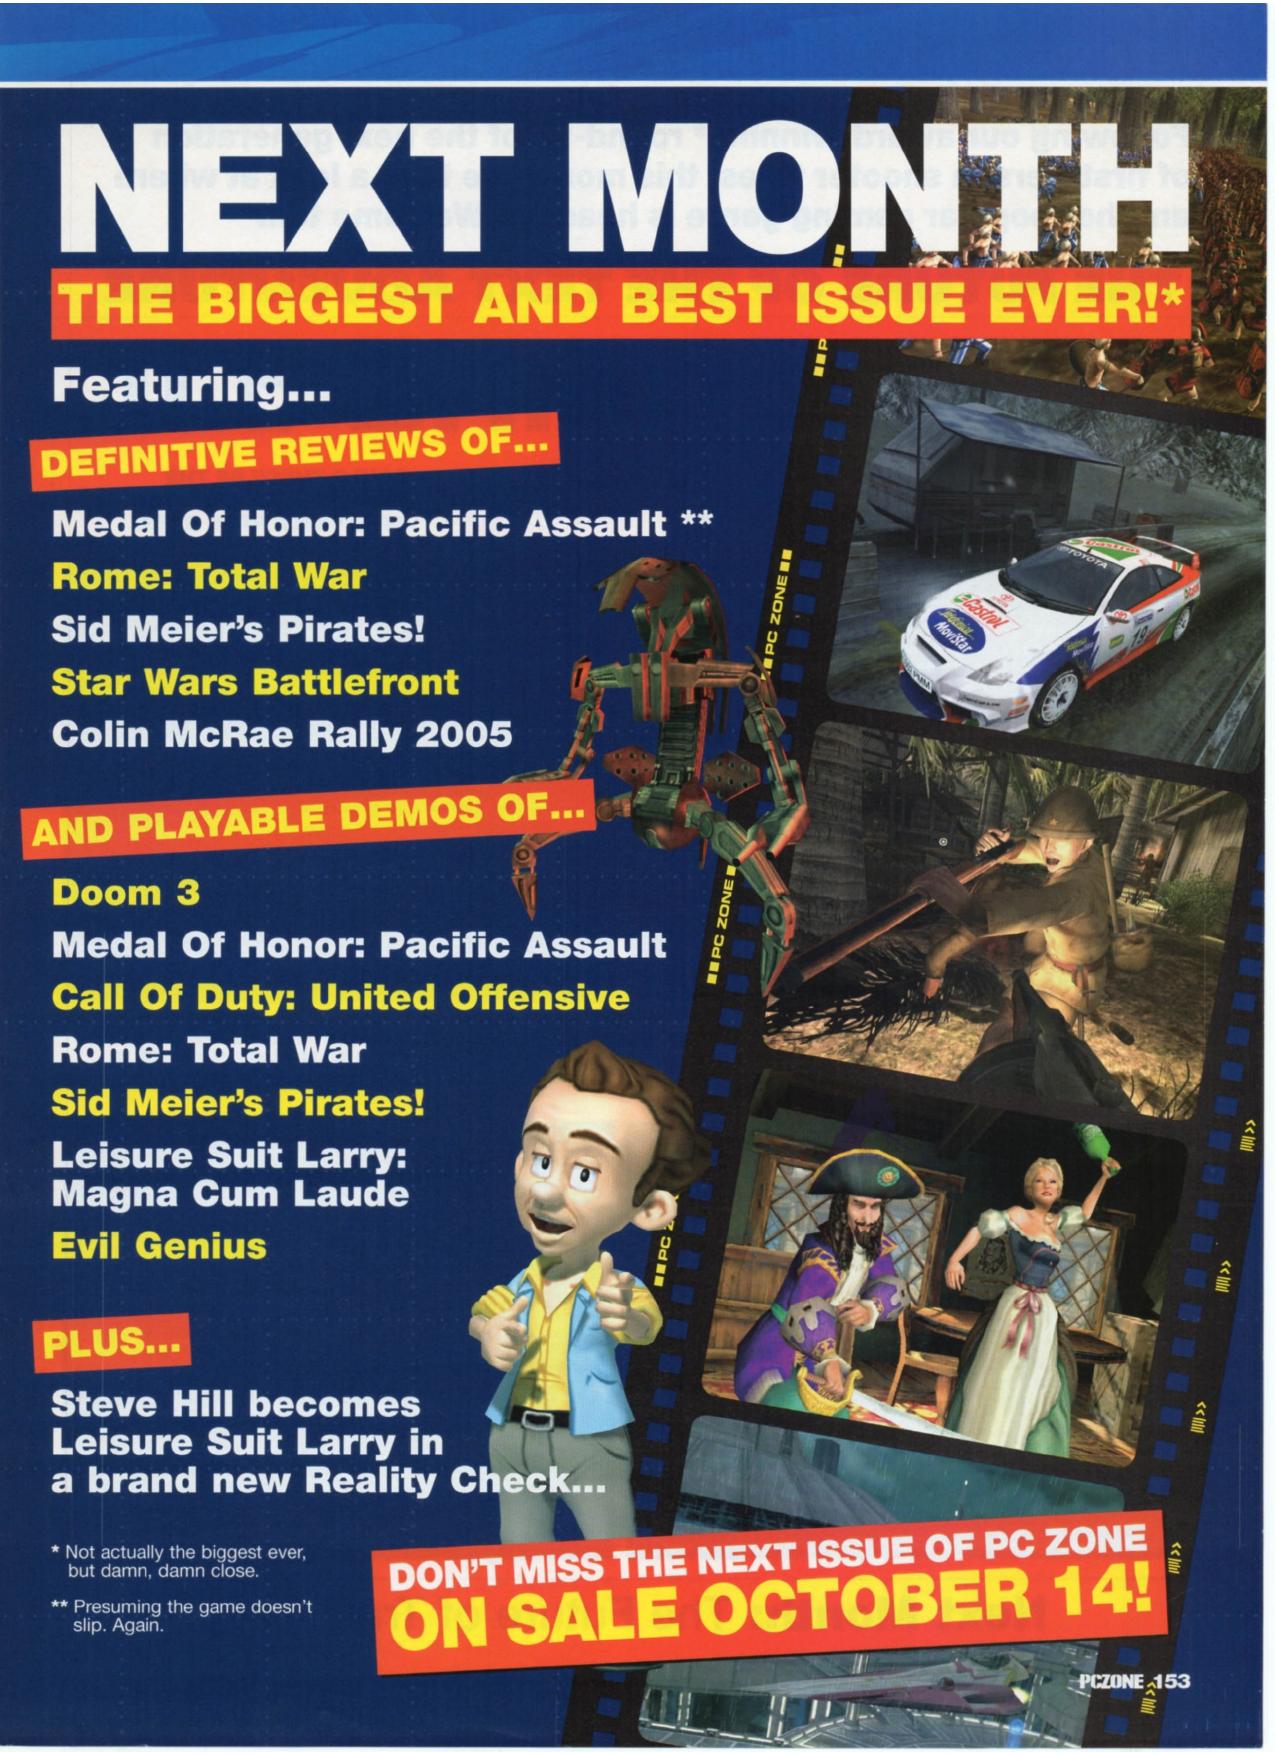 NEXT MONTH
THE BIGGEST AND BEST ISSUE EVER!*
Featuring...
DEFINITIVE REVIEWS OF...
Medal Of Honor: Pacific Assault **
Rome: Total War
Sid Meier's Pirates!
Star Wars Battlefront
Colin McRae Rally 2005
AND PLAYABLE DEMOS OF...
Doom 3
Medal Of Honor: Pacific Assault
Call Of Duty: United Offensive
Rome: Total War
Sid Meier's Pirates!
Leisure Suit Larry:
Magna Cum Laude
Evil Genius
PLUS...
Steve Hill becomes
Leisure Suit Larry in
a brand new Reality Check...
* Not actually the biggest ever,
but damn, damn close.
** Presuming the game doesn't
slip. Again.
DON'T MISS THE NEXT ISSUE OF PC ZONE
ON SALE OCTOBER 14!
PC ZONE
PC ZONE
TOYOTA
Castrol
Castrol
MoviStar
19
PCZONE 153